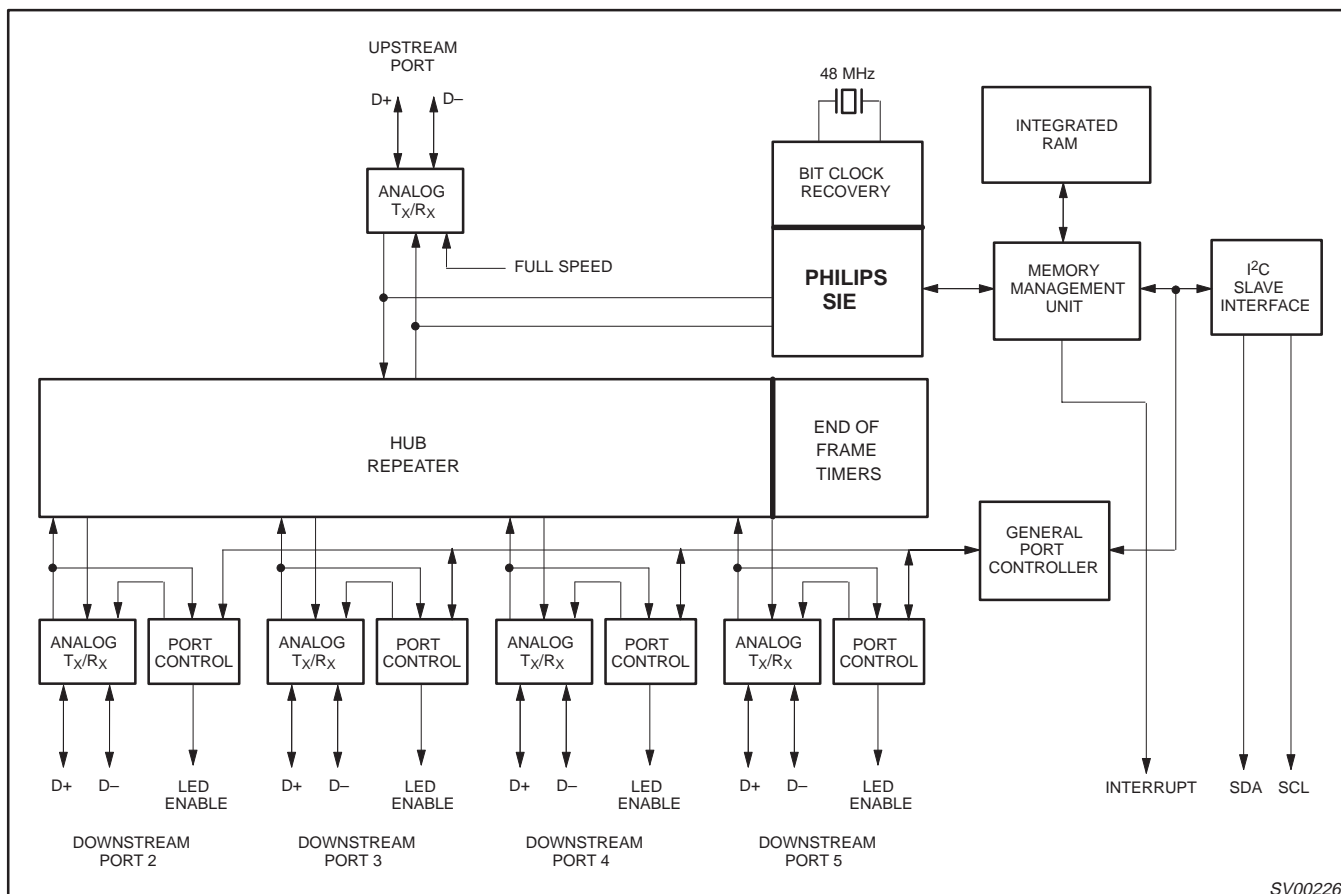 UPSTREAM
PORT
D+ D–
48 MHz
ANALOG
TX/RX
FULL SPEED
BIT CLOCK
RECOVERY
PHILIPS
SIE
INTEGRATED
RAM
MEMORY
MANAGEMENT
UNIT
I2C
SLAVE
INTERFACE
HUB
REPEATER
END OF
FRAME
TIMERS
GENERAL
PORT
CONTROLLER
ANALOG
TX/RX
PORT
CONTROL
ANALOG
TX/RX
PORT
CONTROL
ANALOG
TX/RX
PORT
CONTROL
ANALOG
TX/RX
PORT
CONTROL
D+ D–
LED
ENABLE
D+ D–
LED
ENABLE
D+ D–
LED
ENABLE
D+ D–
LED
ENABLE
INTERRUPT
SDA
SCL
DOWNSTREAM
PORT 2
DOWNSTREAM
PORT 3
DOWNSTREAM
PORT 4
DOWNSTREAM
PORT 5
SV00226